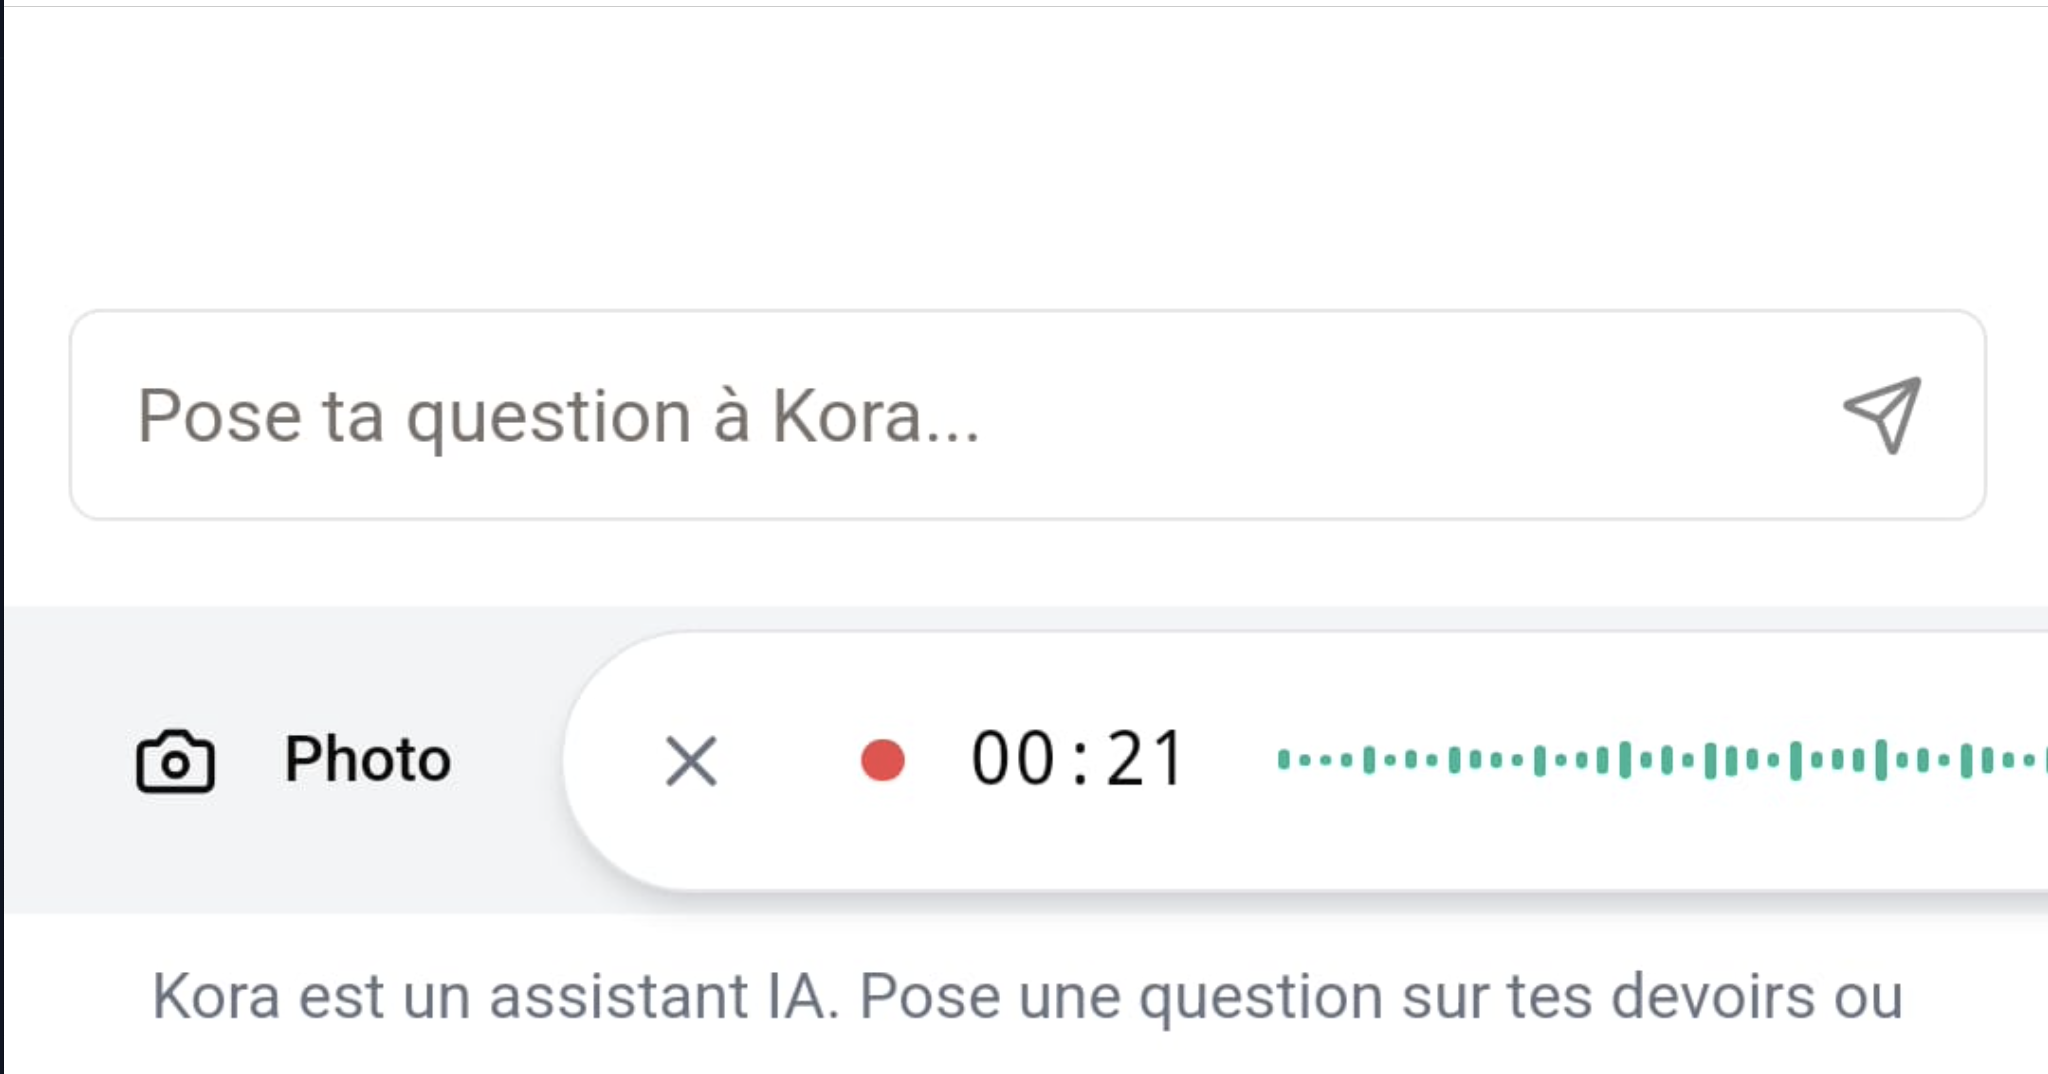 Pose ta question à Kora...
Photo
00:21
Kora est un assistant IA. Pose une question sur tes devoirs ou